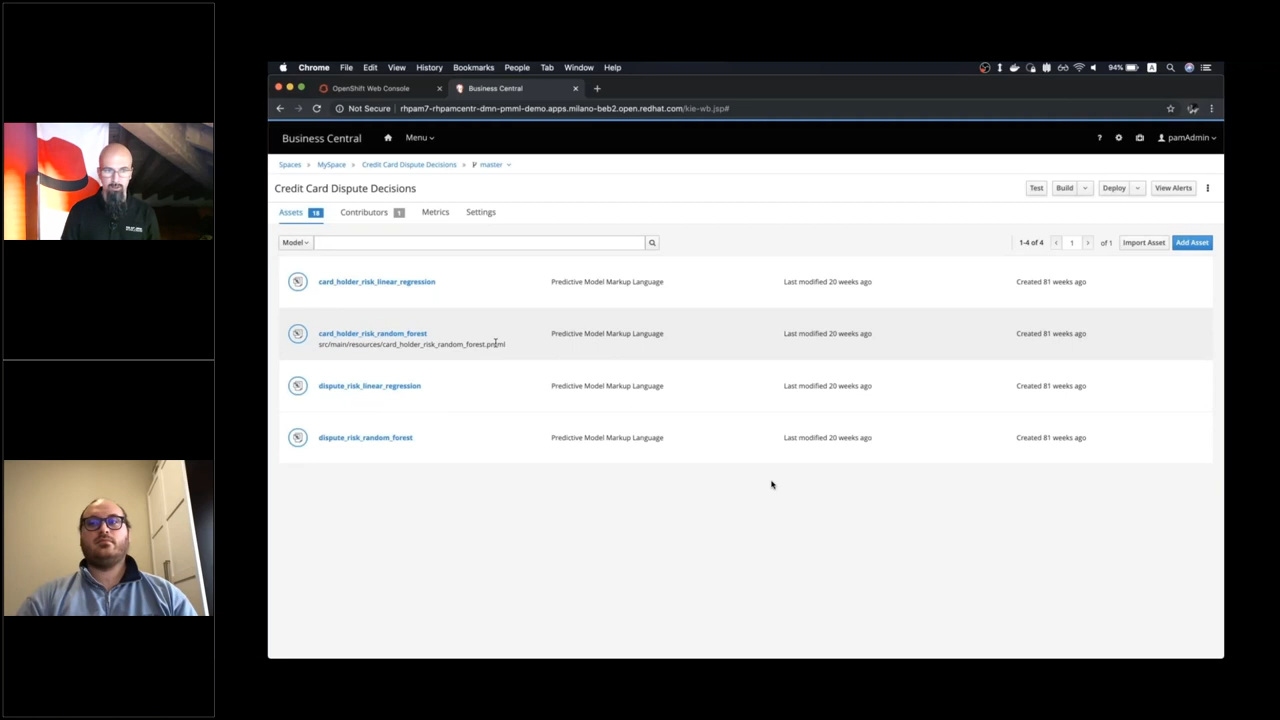 Chrome File Edit View History Bookmarks People Tab Window Help 94% A
OpenShift Web Console Business Central
Not Secure rhpam7-rhpamcentr-dmn-pmml-demo.apps.milano-beb2.open.redhat.com/kie-wb.jsp#
Business Central Menu ? pamAdmin
Spaces » MySpace » Credit Card Dispute Decisions » master
Credit Card Dispute Decisions Test Build Deploy View Alerts
Assets 18 Contributors 1 Metrics Settings
Model 1-4 of 4 1 of 1 Import Asset Add Asset
card_holder_risk_linear_regression Predictive Model Markup Language Last modified 20 weeks ago Created 81 weeks ago
card_holder_risk_random_forest Predictive Model Markup Language Last modified 20 weeks ago Created 81 weeks ago
src/main/resources/card_holder_risk_random_forest.pmml
dispute_risk_linear_regression Predictive Model Markup Language Last modified 20 weeks ago Created 81 weeks ago
dispute_risk_random_forest Predictive Model Markup Language Last modified 20 weeks ago Created 81 weeks ago